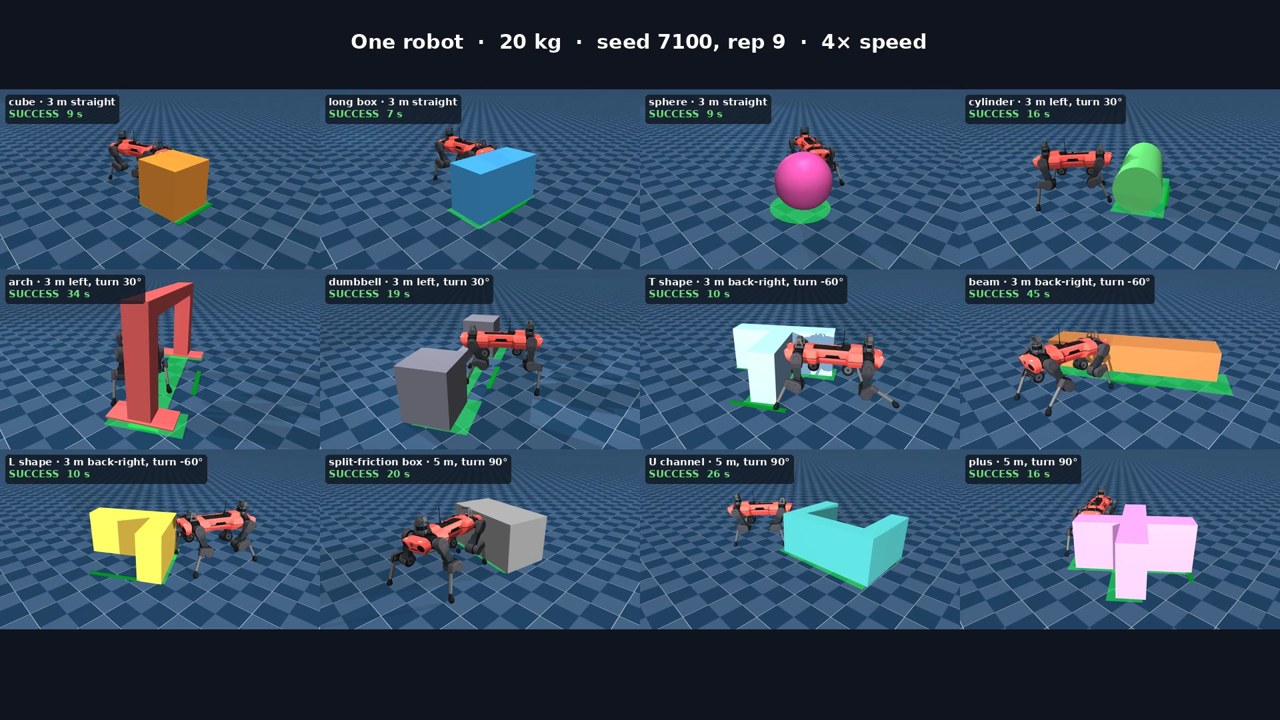 One robot · 20 kg · seed 7100, rep 9 · 4× speed
cube · 3 m straight
SUCCESS 9 s
long box · 3 m straight
SUCCESS 7 s
sphere · 3 m straight
SUCCESS 9 s
cylinder · 3 m left, turn 30°
SUCCESS 16 s
arch · 3 m left, turn 30°
SUCCESS 34 s
dumbbell · 3 m left, turn 30°
SUCCESS 19 s
T shape · 3 m back-right, turn -60°
SUCCESS 10 s
beam · 3 m back-right, turn -60°
SUCCESS 45 s
L shape · 3 m back-right, turn -60°
SUCCESS 10 s
split-friction box · 5 m, turn 90°
SUCCESS 20 s
U channel · 5 m, turn 90°
SUCCESS 26 s
plus · 5 m, turn 90°
SUCCESS 16 s